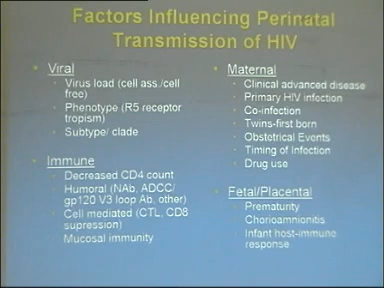 Factors Influencing Perinatal
Transmission of HIV
Viral
Virus load (cell ass./cell
free)
Phenotype (R5 receptor
tropism)
Subtype/ clade
Immune
Decreased CD4 count
Humoral (NAb, ADCC/
gp120 V3 loop Ab, other)
Cell mediated (CTL, CD8
supression)
Mucosal immunity
Maternal
Clinical advanced disease
Primary HIV infection
Co-infection
Twins-first born
Obstetrical Events
Timing of Infection
Drug use
Fetal/Placental
Prematurity
Chorioamnionitis
Infant host-immune
response